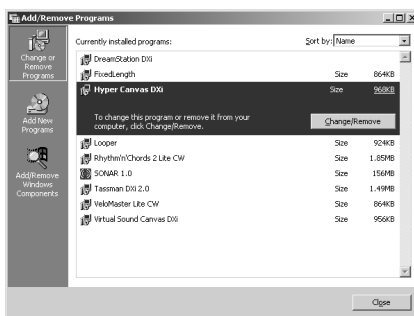 Add/Remove Programs
Change or
Remove
Programs
Add New
Programs
Add/Remove
Windows
Components
Currently installed programs:
Sort by: Name
DreamStation DXi
FixedLength Size 864KB
Hyper Canvas DXi Size 968KB
To change this program or remove it from your
computer, click Change/Remove.
Change/Remove
Looper Size 924KB
Rhythm'n'Chords 2 Lite CW Size 1.85MB
SONAR 1.0 Size 156MB
Tassman DXi 2.0 Size 1.49MB
VeloMaster Lite CW Size 864KB
Virtual Sound Canvas DXi Size 956KB
Close